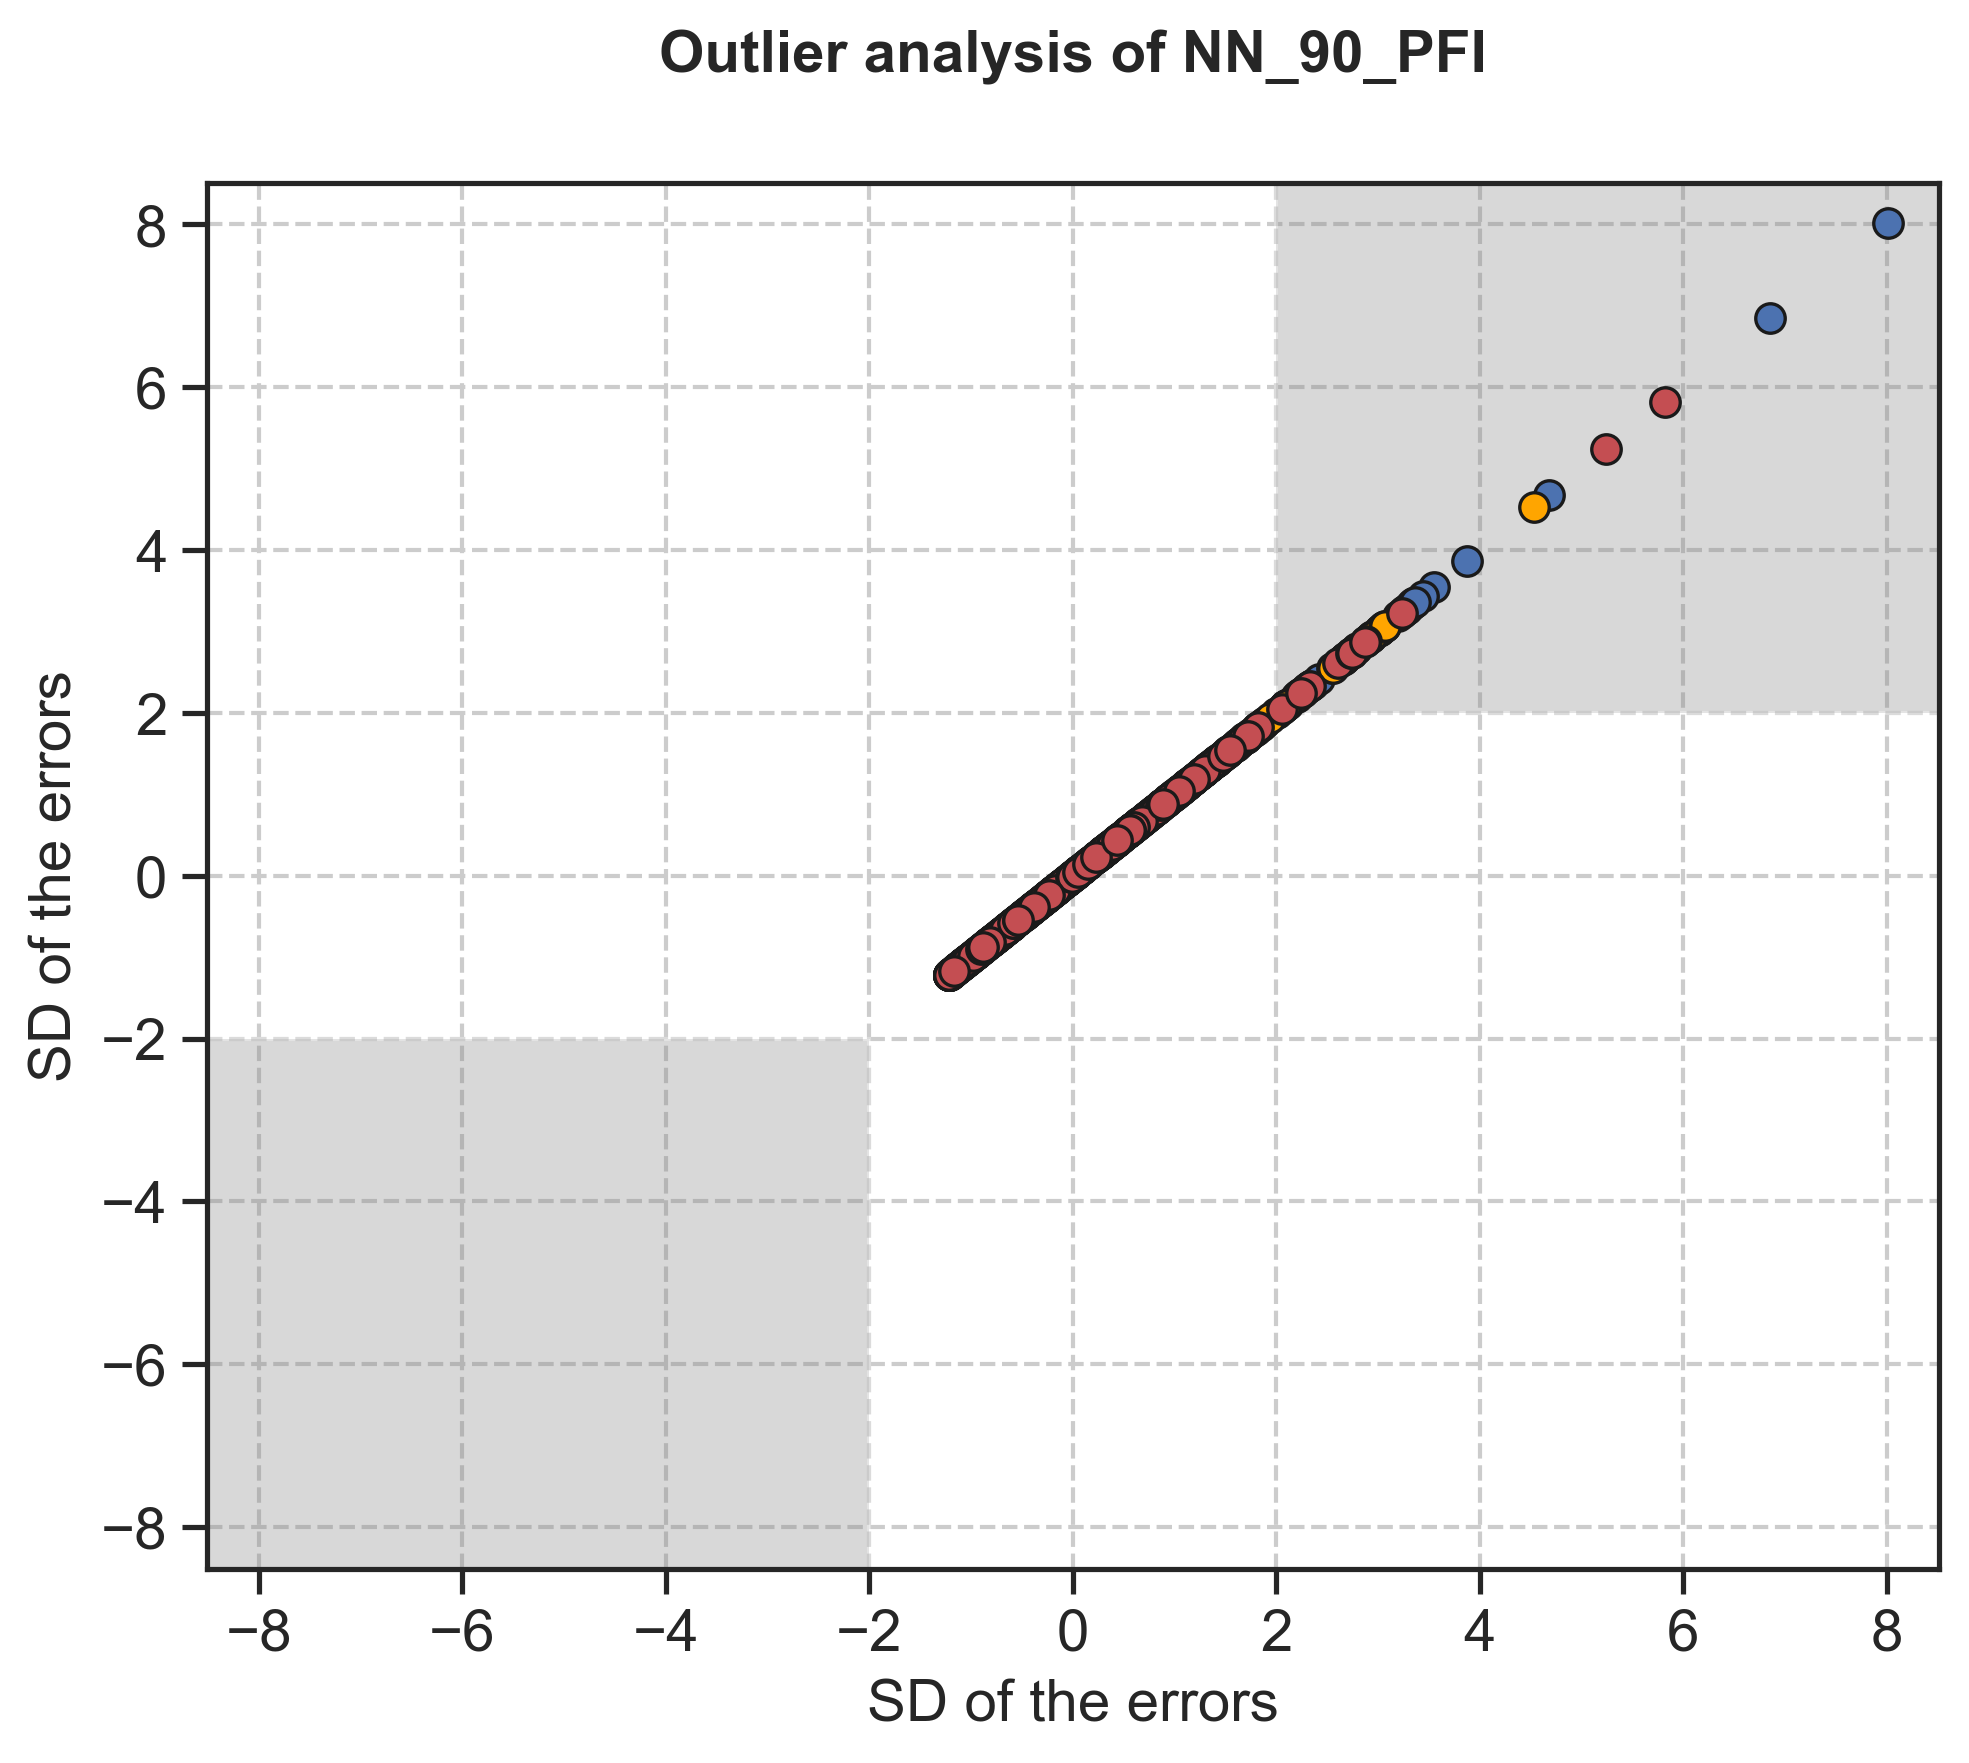 Outlier analysis of NN_90_PFI
8
6
4
2
0
−2
−4
−6
−8
SD of the errors
−8 −6 −4 −2 0 2 4 6 8
SD of the errors